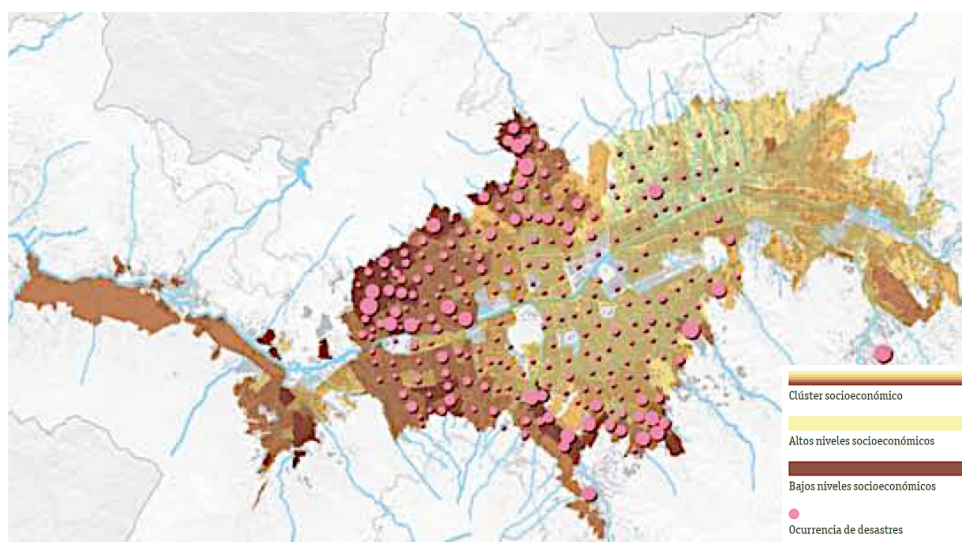 Clúster socioeconómico
Altos niveles socioeconómicos
Bajos niveles socioeconómicos
Ocurrencia de desastres